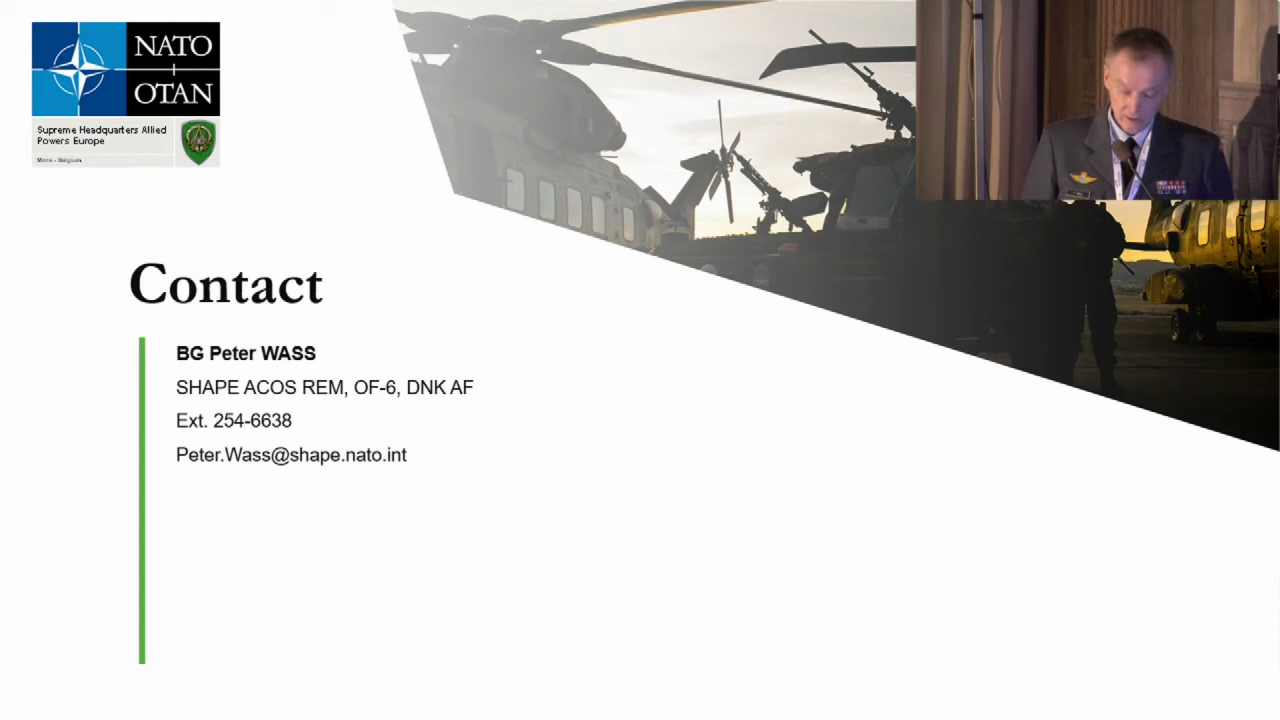 NATO
OTAN
Supreme Headquarters Allied
Powers Europe
Mons - Belgium
Contact
BG Peter WASS
SHAPE ACOS REM, OF-6, DNK AF
Ext. 254-6638
Peter.Wass@shape.nato.int